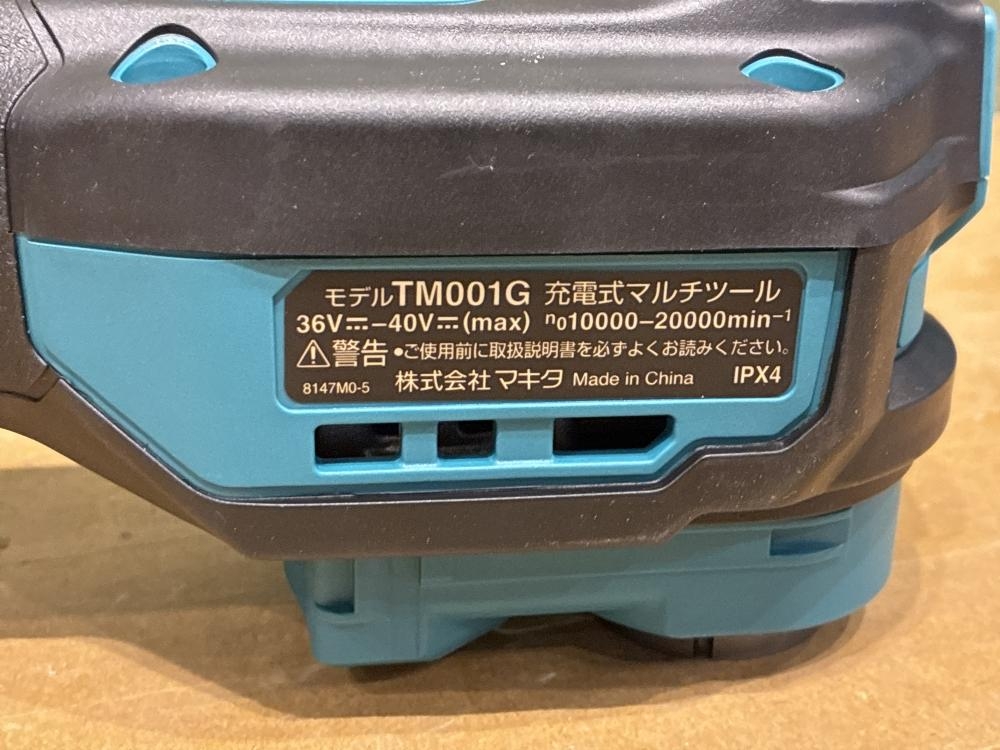 モデルTM001G 充電式マルチツール
36V⎓-40V⎓(max) n₀10000-20000min⁻¹
⚠警告 •ご使用前に取扱説明書を必ずよくお読みください。
8147M0-5 株式会社マキタ Made in China IPX4